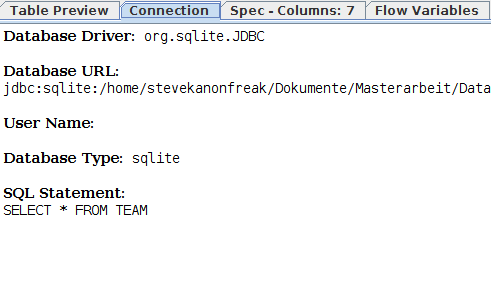 Table Preview Connection Spec - Columns: 7 Flow Variables
Database Driver: org.sqlite.JDBC
Database URL:
jdbc:sqlite:/home/stevekanonfreak/Dokumente/Masterarbeit/Data
User Name:
Database Type: sqlite
SQL Statement:
SELECT * FROM TEAM